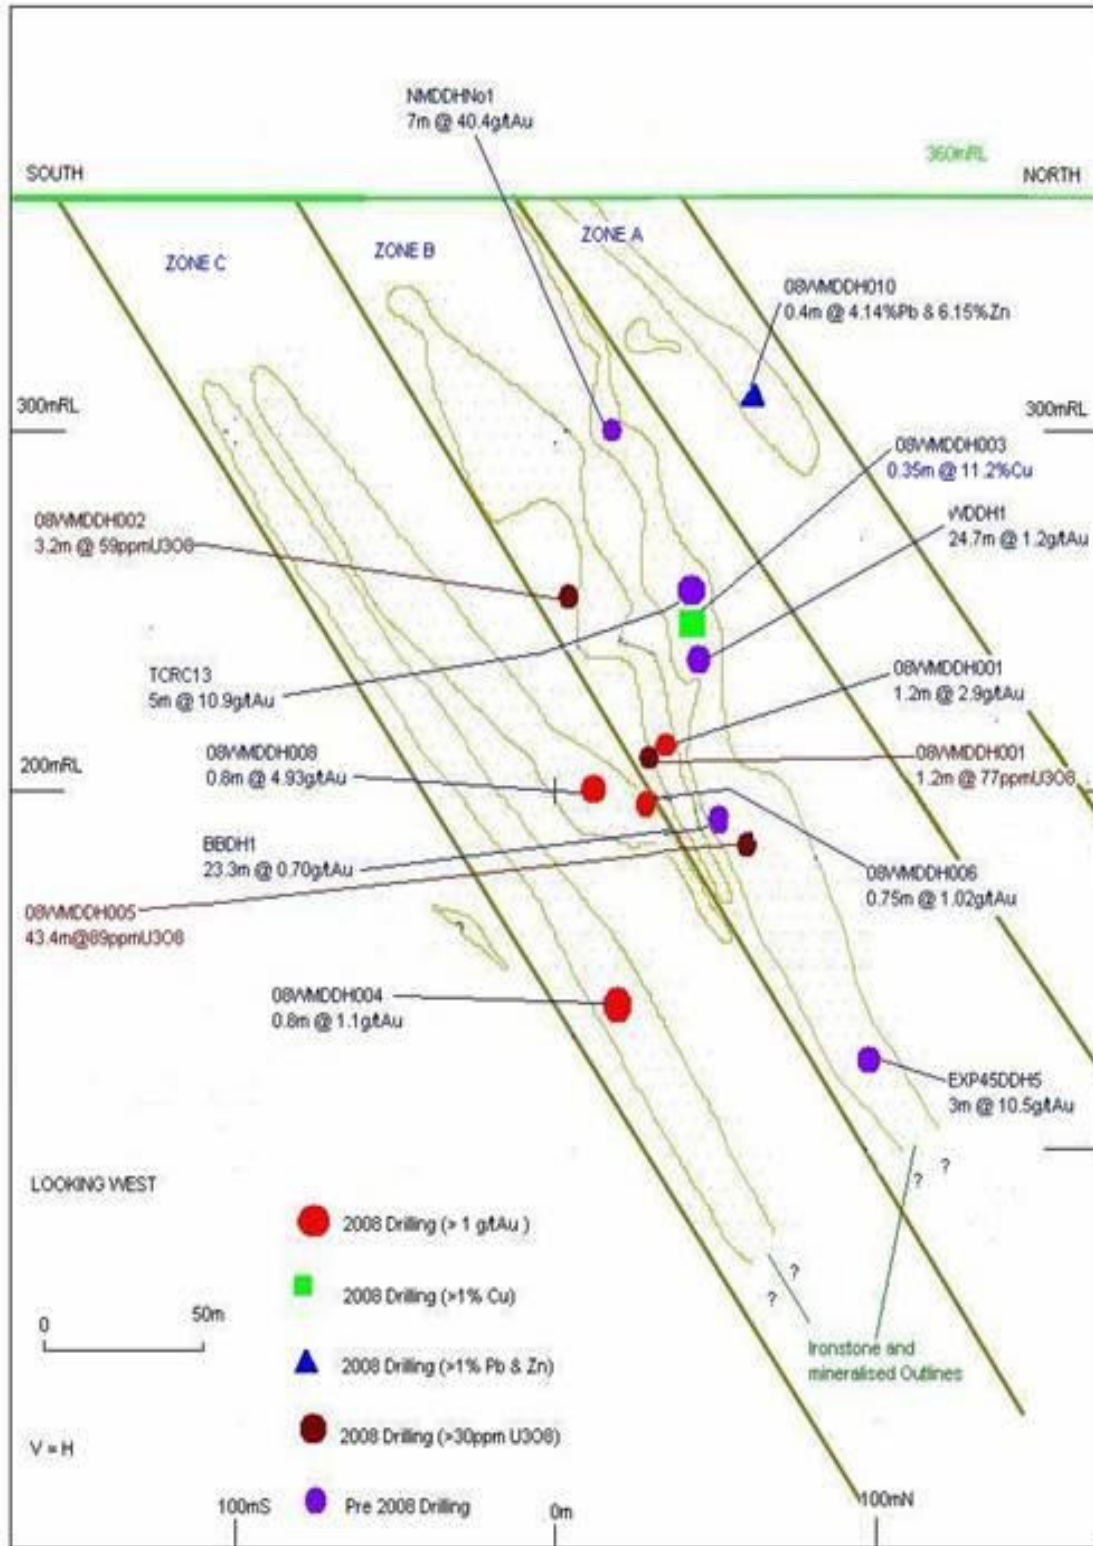 NMDDHNo1
7m @ 40.4g/tAu
360mRL
SOUTH
NORTH
ZONE C
ZONE B
ZONE A
08WMDDH010
0.4m @ 4.14%Pb & 6.15%Zn
300mRL
300mRL
08WMDDH003
0.35m @ 11.2%Cu
WDDH1
24.7m @ 1.2g/tAu
08WMDDH002
3.2m @ 59ppmU3O8
TCRC13
5m @ 10.9g/tAu
08WMDDH001
1.2m @ 2.9g/tAu
08WMDDH008
0.8m @ 4.93g/tAu
08WMDDH001
1.2m @ 77ppmU3O8
200mRL
BBDH1
23.3m @ 0.70g/tAu
08WMDDH006
0.75m @ 1.02g/tAu
08WMDDH005
43.4m@89ppmU3O8
08WMDDH004
0.8m @ 1.1g/tAu
EXP45DDH5
3m @ 10.5g/tAu
? ?
LOOKING WEST
2008 Drilling (> 1 g/tAu )
?
?
2008 Drilling (>1% Cu)
0 50m
Ironstone and
mineralised Outlines
2008 Drilling (>1% Pb & Zn)
2008 Drilling (>30ppm U3O8)
V = H
Pre 2008 Drilling
100mS
0m
100mN